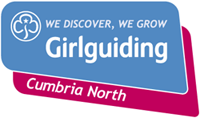 WE DISCOVER, WE GROW
Girlguiding
Cumbria North